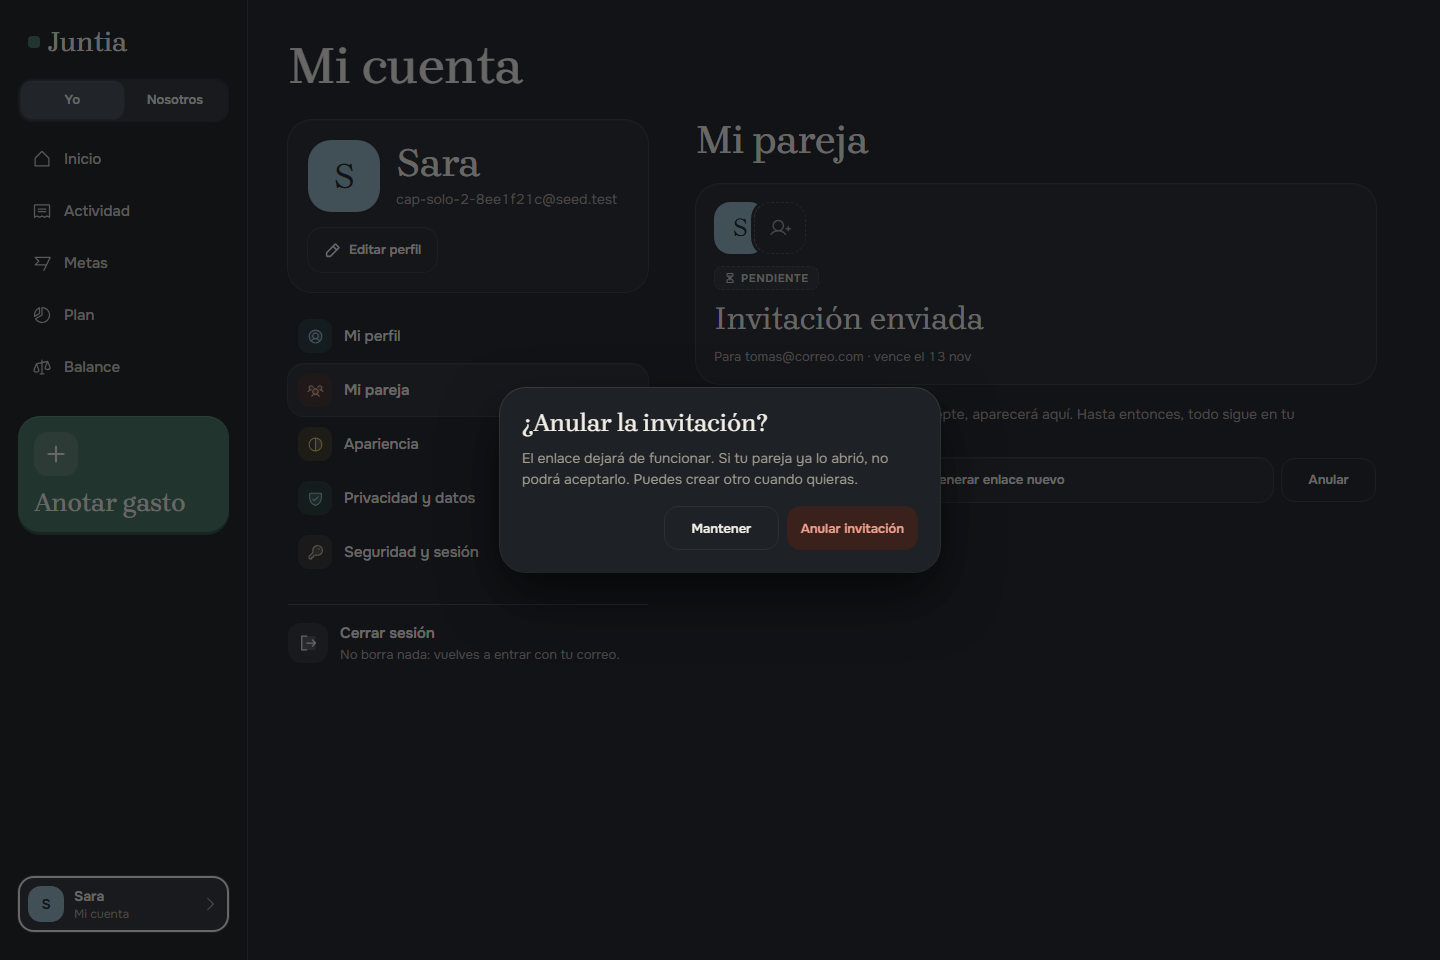 Juntia
Yo
Nosotros
Inicio
Actividad
Metas
Plan
Balance
Anotar gasto
S
Sara
Mi cuenta
Mi cuenta
S
Sara
cap-solo-2-8ee1f21c@seed.test
Editar perfil
Mi perfil
Mi pareja
Apariencia
Privacidad y datos
Seguridad y sesión
Cerrar sesión
No borra nada: vuelves a entrar con tu correo.
Mi pareja
S
PENDIENTE
Invitación enviada
Para tomas@correo.com · vence el 13 nov
aparecerá aquí. Hasta entonces, todo sigue en tu
enlace nuevo
Anular
¿Anular la invitación?
El enlace dejará de funcionar. Si tu pareja ya lo abrió, no
podrá aceptarlo. Puedes crear otro cuando quieras.
Mantener
Anular invitación